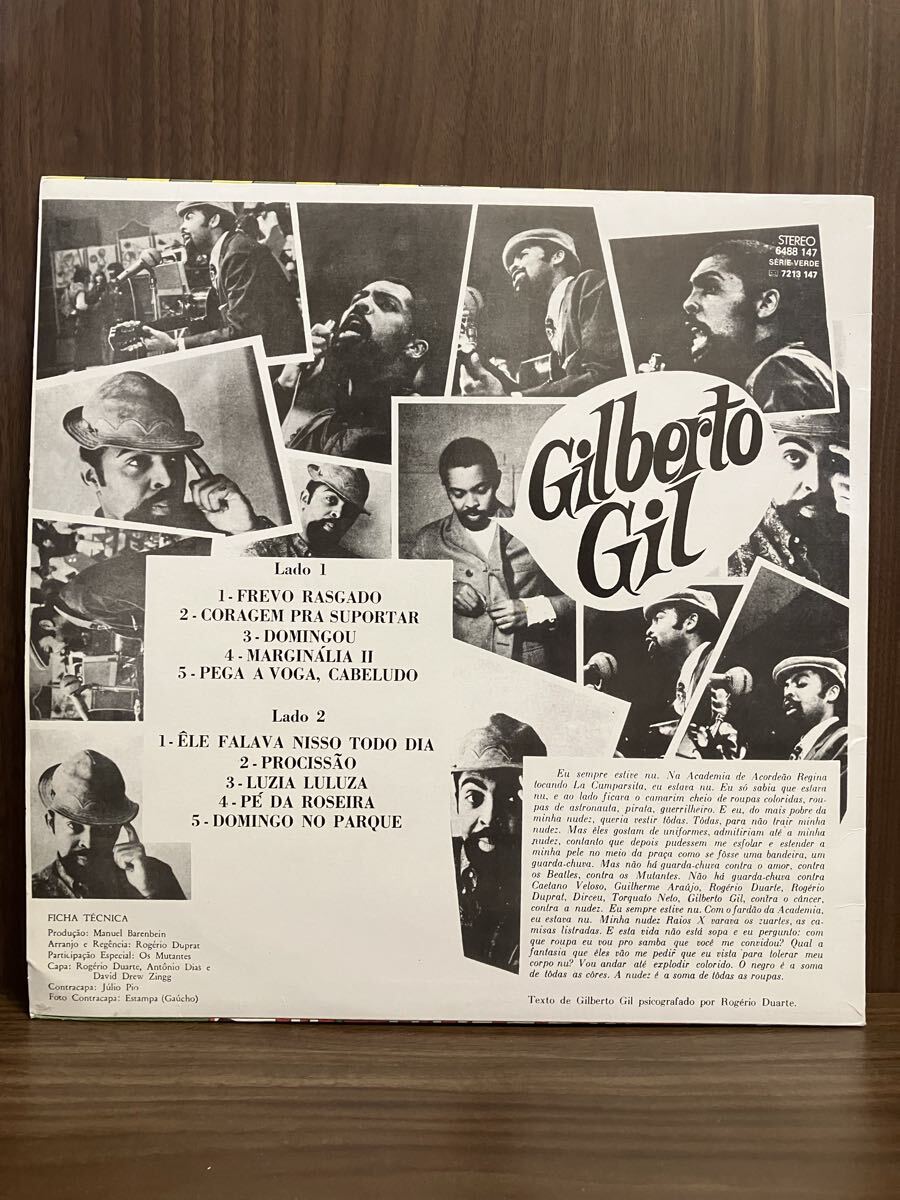 STEREO
6488 147
SÉRIE-VERDE
7213 147
Gilberto
Gil
Lado 1
1 - FREVO RASGADO
2 - CORAGEM PRA SUPORTAR
3 - DOMINGOU
4 - MARGINÁLIA II
5 - PEGA A VOGA, CABELUDO
Lado 2
1 - ÊLE FALAVA NISSO TODO DIA
2 - PROCISSÃO
3 - LUZIA LULUZA
4 - PÉ DA ROSEIRA
5 - DOMINGO NO PARQUE
FICHA TÉCNICA
Produção: Manuel Barenbein
Arranjo e Regência: Rogério Duprat
Participação Especial: Os Mutantes
Capa: Rogério Duarte, Antônio Dias e
David Drew Zingg
Contracapa: Júlio Pio
Foto Contracapa: Estampa (Gaúcho)
Eu sempre estive nu. Na Academia de Acordeão Regina
tocando La Cumparsita, eu estava nu. Eu só sabia que estava
nu, e ao lado ficava o camarim cheio de roupas coloridas, rou-
pas de astronauta, pirata, guerrilheiro. E eu, do mais pobre da
minha nudez, queria vestir tôdas. Tôdas, para não trair minha
nudez. Mas êles gostam de uniformes, admitiriam até a minha
nudez, contanto que depois pudessem me esfolar e estender a
minha pele no meio da praça como se fôsse uma bandeira, um
guarda-chuva. Mas não há guarda-chuva contra o amor, contra
os Beatles, contra os Mutantes. Não há guarda-chuva contra
Caetano Veloso, Guilherme Araújo, Rogério Duarte, Rogério
Duprat, Dirceu, Torquato Neto, Gilberto Gil, contra o câncer,
contra a nudez. Eu sempre estive nu. Com o fardão da Academia,
eu estava nu. Minha nudez Raios X varava os zuartes, as ca-
misas listradas. E esta vida não está sopa e eu pergunto: com
que roupa eu vou pro samba que você me convidou? Qual a
fantasia que êles vão me pedir que eu vista para tolerar meu
corpo nu? Vou andar até explodir colorido. O negro é a soma
de tôdas as côres. A nudez é a soma de tôdas as roupas.
Texto de Gilberto Gil psicografado por Rogério Duarte.